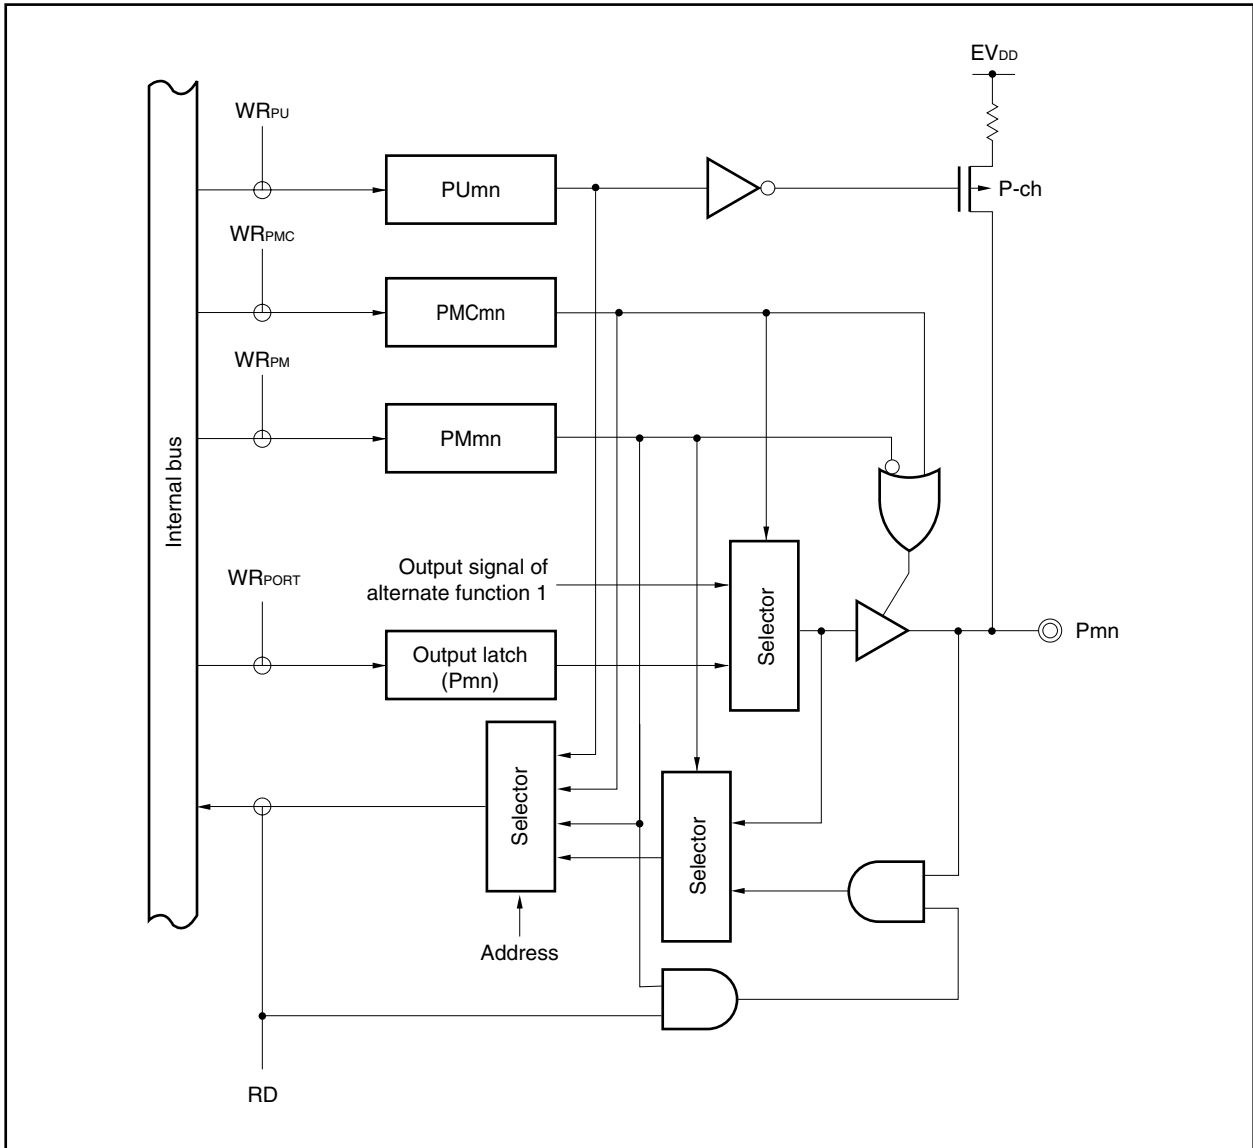 EVDD
WRPU
PUmn
P-ch
WRPMC
PMCmn
WRPM
PMmn
Internal bus
Output signal of
alternate function 1
WRPORT
Output latch
(Pmn)
Selector
Pmn
Selector
Selector
Address
RD